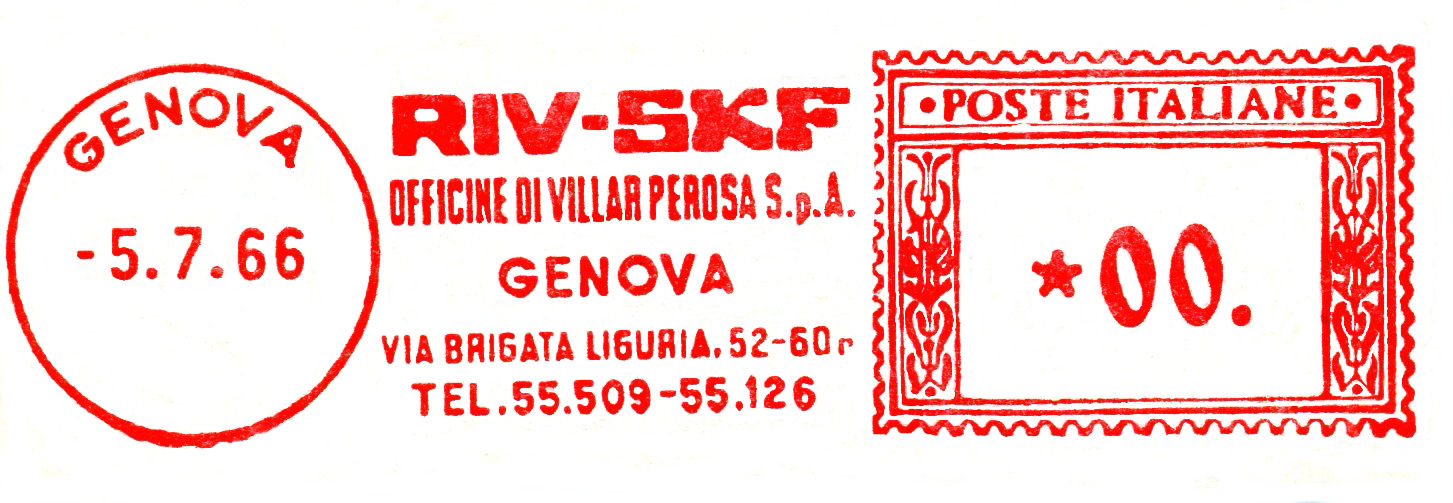 GENOVA
-5.7.66
RIV-SKF
OFFICINE DI VILLAR PEROSA S.p.A.
GENOVA
VIA BRIGATA LIGURIA, 52-60 r
TEL. 55.509-55.126
•POSTE ITALIANE•
*00.